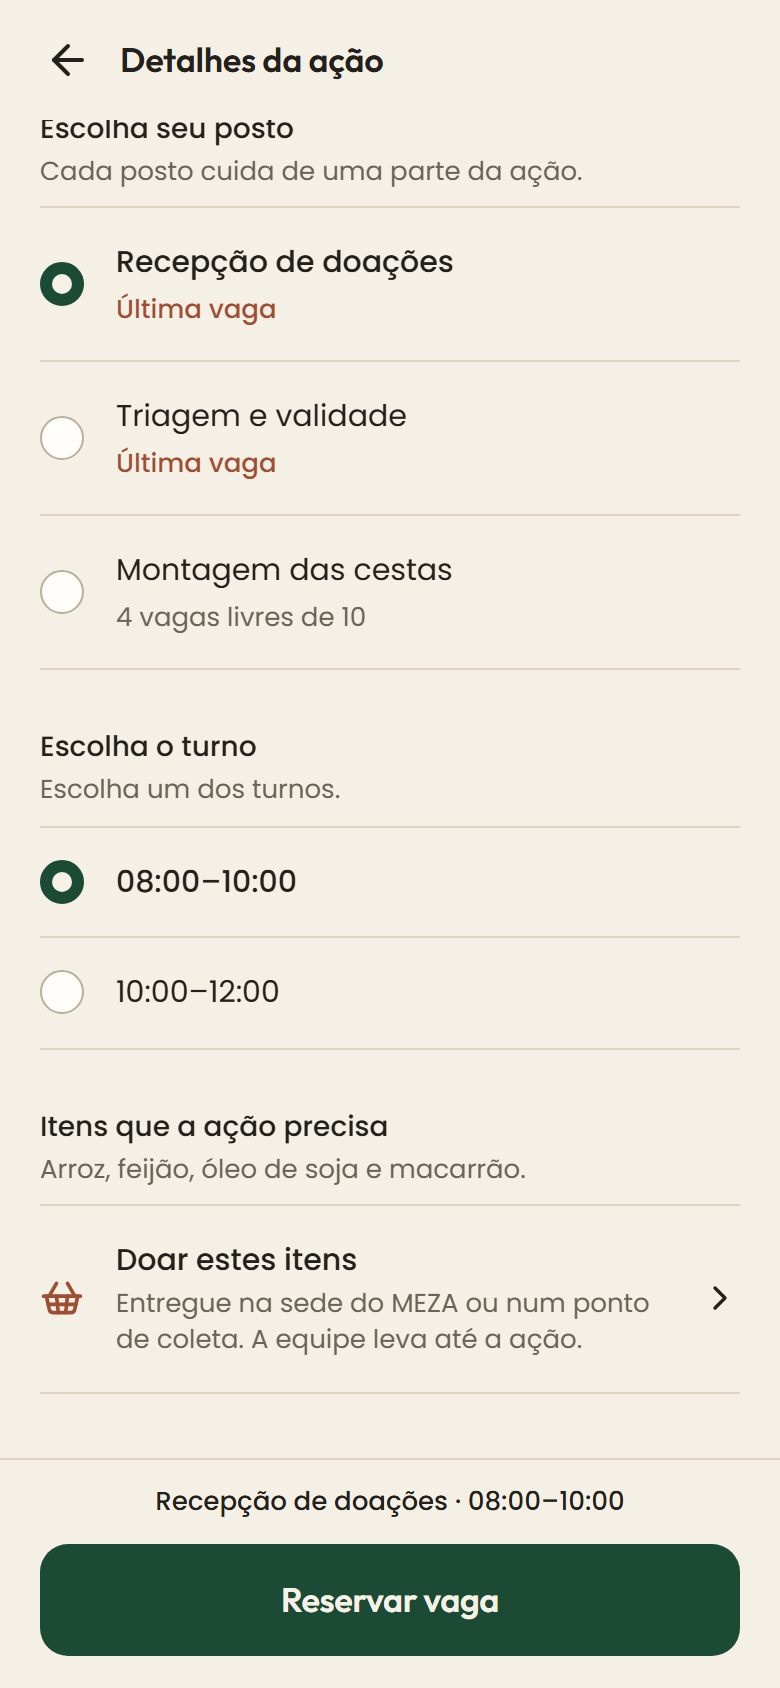 Detalhes da ação
Escolha seu posto
Cada posto cuida de uma parte da ação.
Recepção de doações
Última vaga
Triagem e validade
Última vaga
Montagem das cestas
4 vagas livres de 10
Escolha o turno
Escolha um dos turnos.
08:00–10:00
10:00–12:00
Itens que a ação precisa
Arroz, feijão, óleo de soja e macarrão.
Doar estes itens
Entregue na sede do MEZA ou num ponto
de coleta. A equipe leva até a ação.
Recepção de doações · 08:00–10:00
Reservar vaga